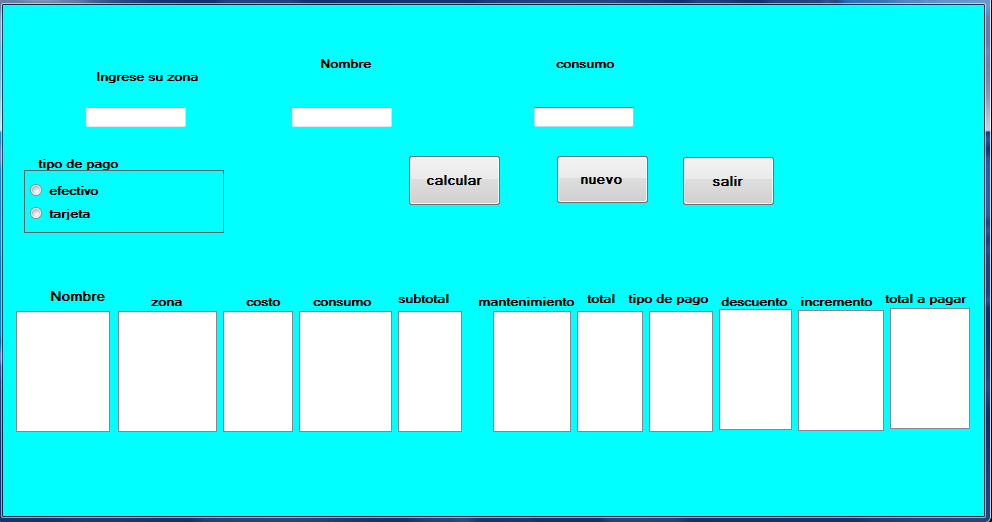 Ingrese su zona
Nombre
consumo
tipo de pago
efectivo
tarjeta
calcular
nuevo
salir
Nombre
zona
costo
consumo
subtotal
mantenimiento
total
tipo de pago
descuento
incremento
total a pagar